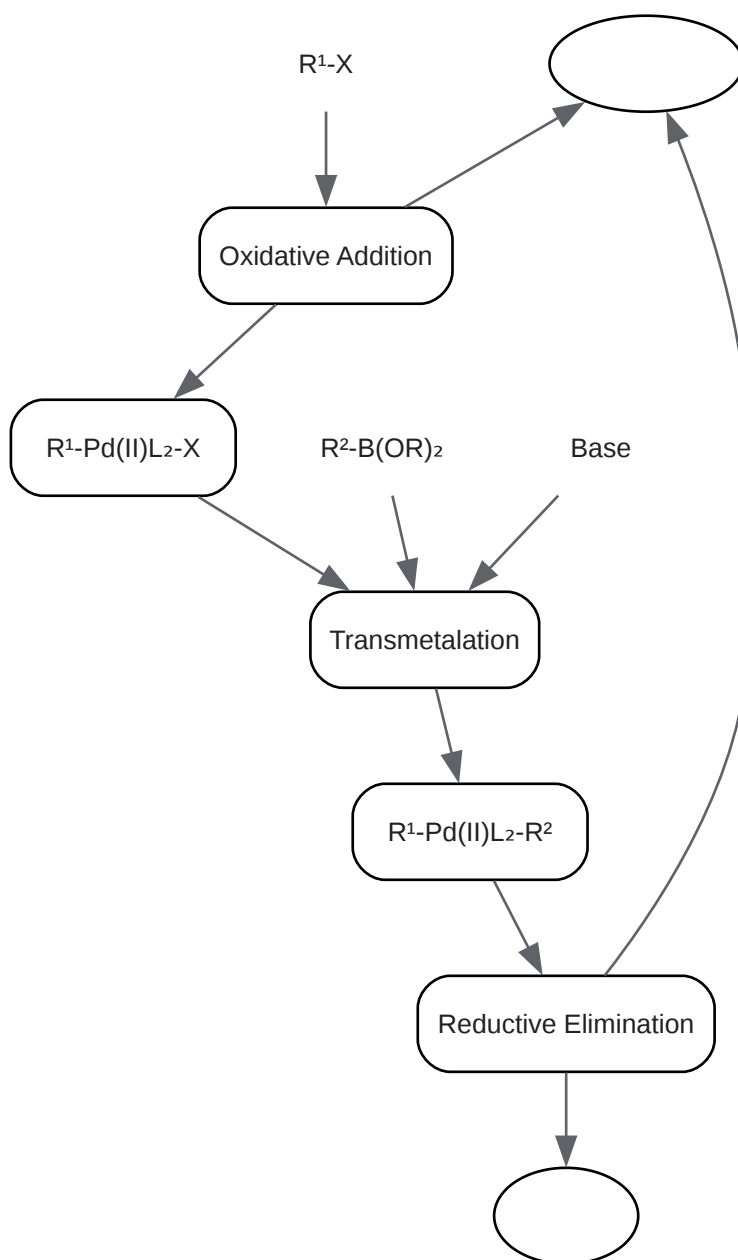 R¹-X
Oxidative Addition
R¹-Pd(II)L₂-X
R²-B(OR)₂
Base
Transmetalation
R¹-Pd(II)L₂-R²
Reductive Elimination